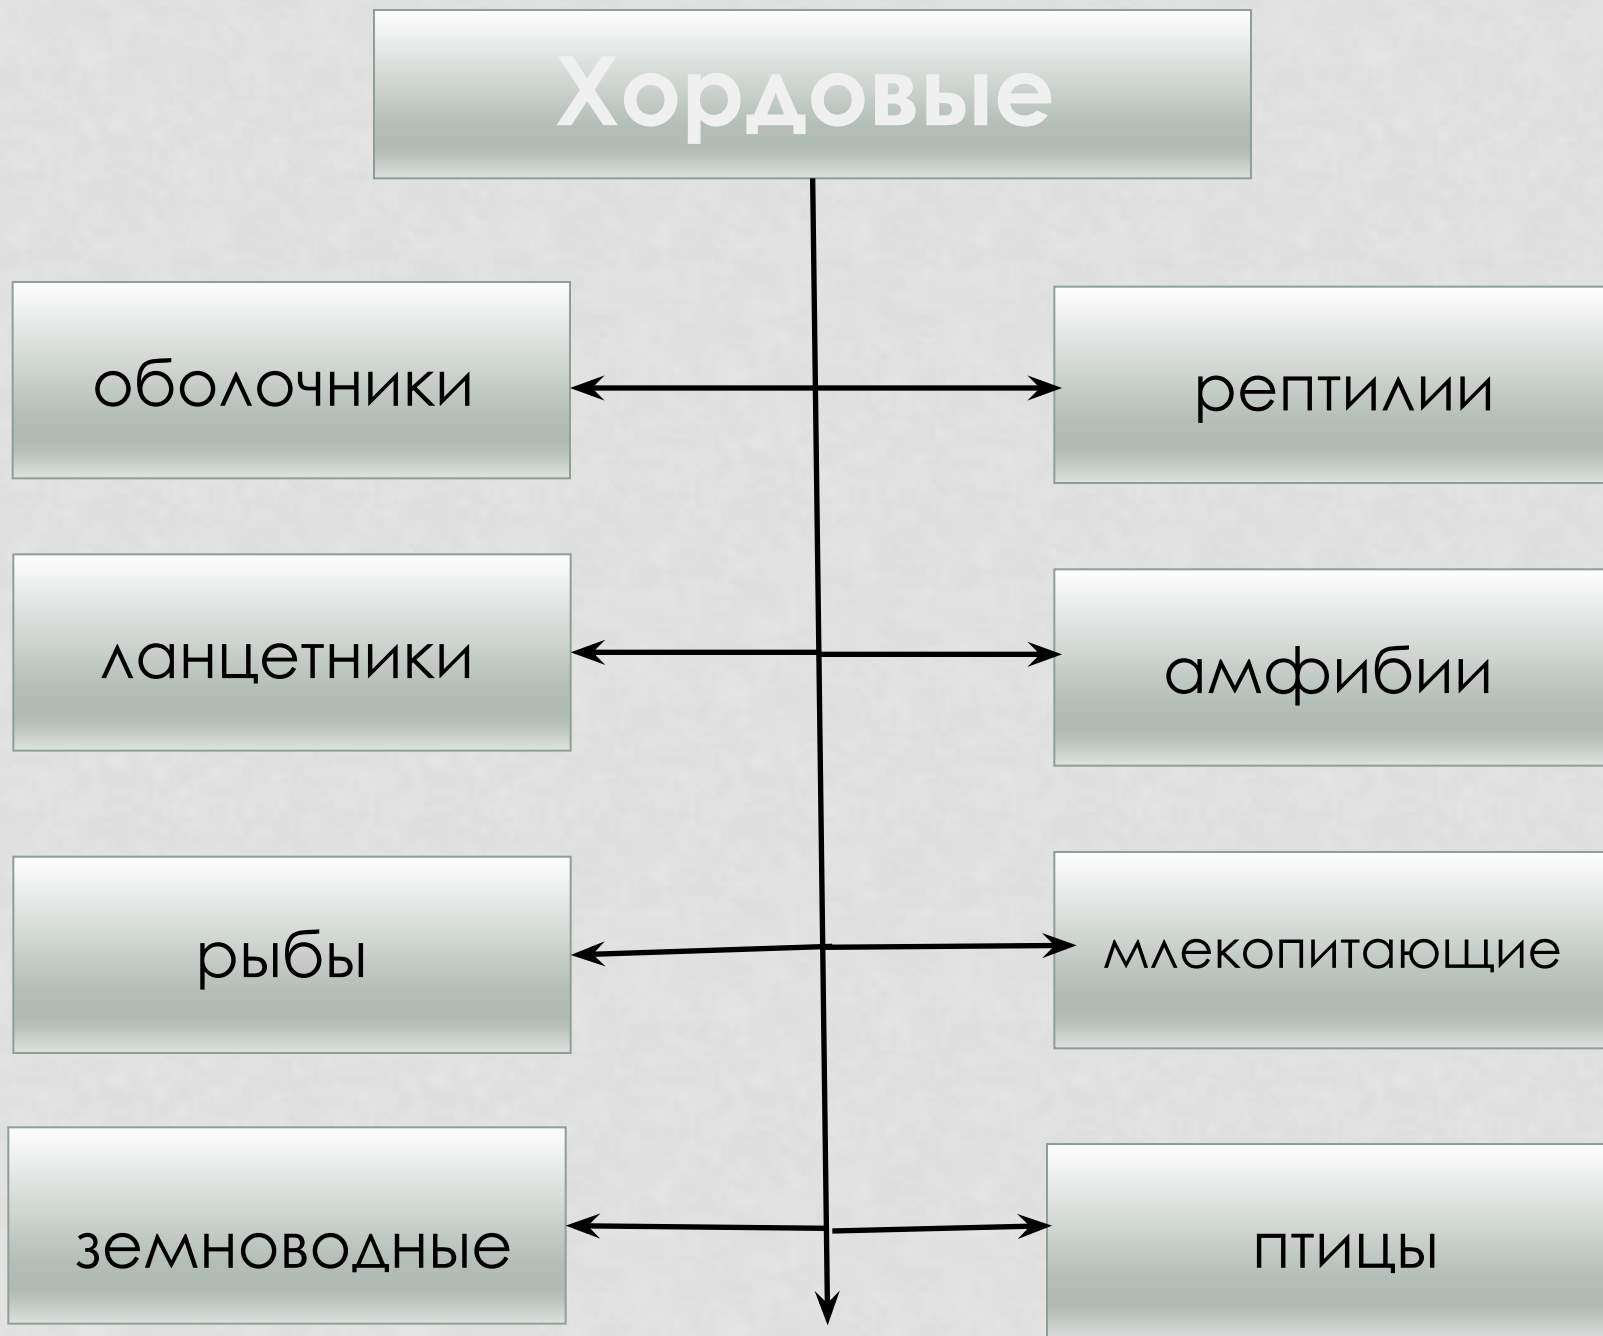 Хордовые
оболочники
рептилии
ланцетники
амфибии
рыбы
млекопитающие
земноводные
птицы